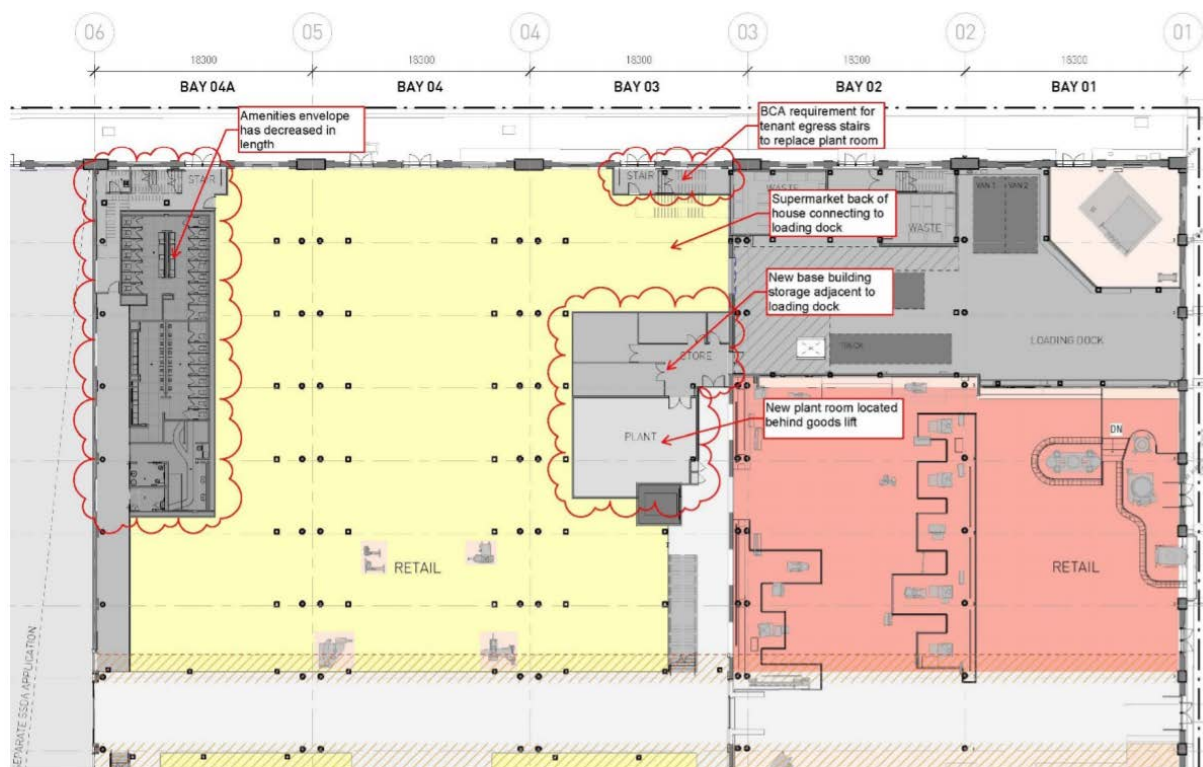 06
05
04
03
02
01
18300
18300
18300
18300
18300
BAY 04A
BAY 04
BAY 03
BAY 02
BAY 01
Amenities envelope
has decreased in
length
BCA requirement for
tenant egress stairs
to replace plant room
STAIR
STAIR
WASTE
VAN 1
VAN 2
Supermarket back of
house connecting to
loading dock
WASTE
New base building
storage adjacent to
loading dock
STORE
TRUCK
LOADING DOCK
New plant room located
behind goods lift
PLANT
DN
RETAIL
RETAIL
SEPARATE SSDA APPLICATION